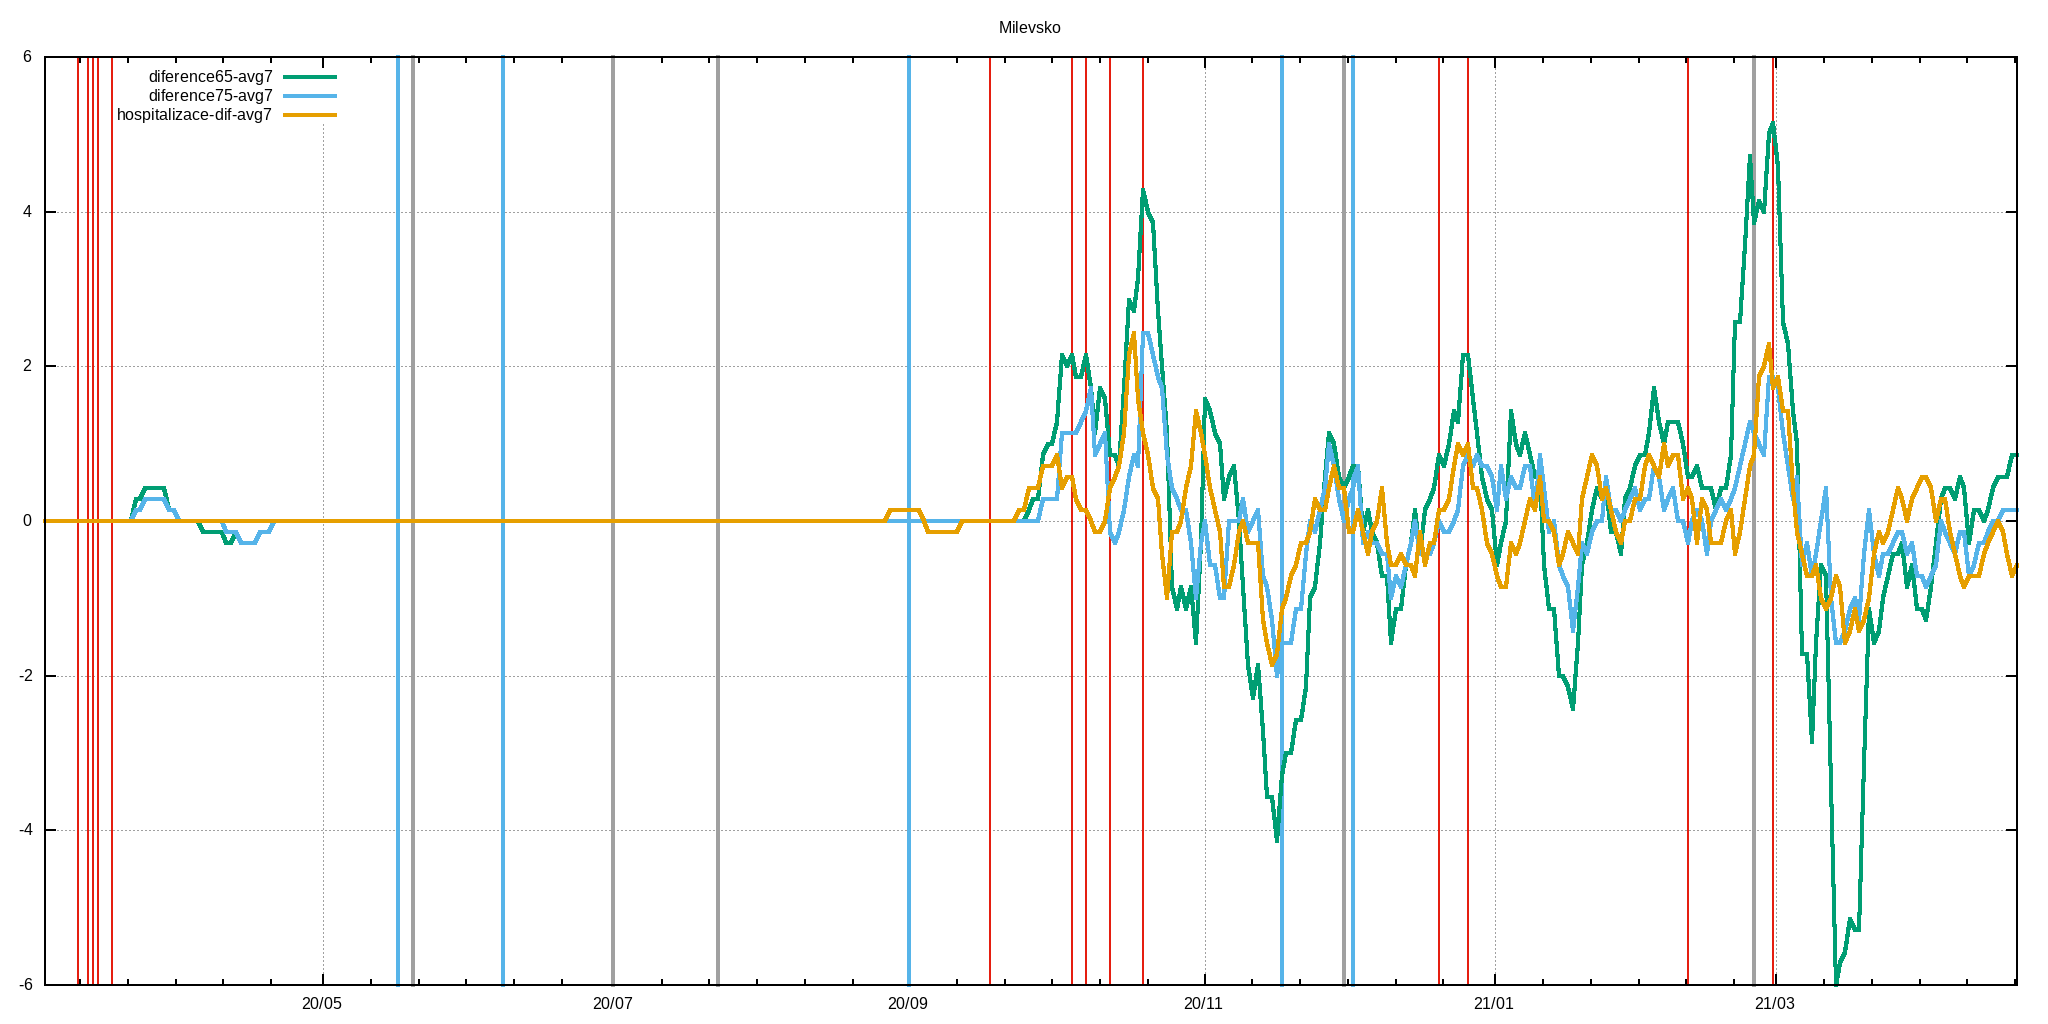 Milevsko
6
diference65-avg7
diference75-avg7
hospitalizace-dif-avg7
4
2
0
-2
-4
-6
20/05 20/07 20/09 20/11 21/01 21/03